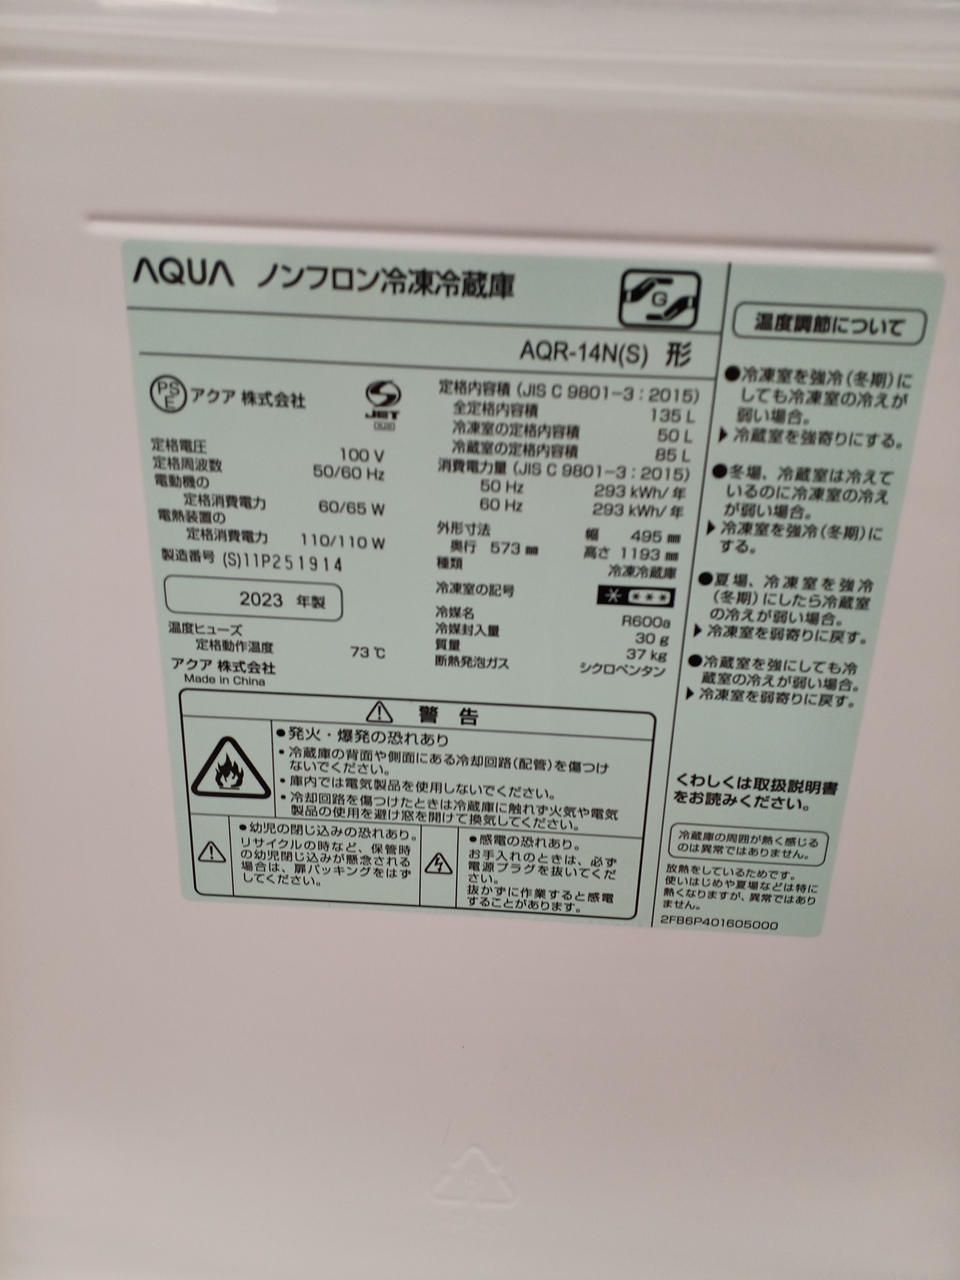 AQUA ノンフロン冷凍冷蔵庫
G
AQR-14N(S) 形
PS E アクア 株式会社
JET
定格電圧 100 V
定格周波数 50/60 Hz
電動機の
定格消費電力 60/65 W
電熱装置の
定格消費電力 110/110 W
製造番号 (S)11P251914
2023 年製
温度ヒューズ
定格動作温度 73 ℃
アクア 株式会社
Made in China
定格内容積 (JIS C 9801-3 : 2015)
全定格内容積 135 L
冷凍室の定格内容積 50 L
冷蔵室の定格内容積 85 L
消費電力量 (JIS C 9801-3 : 2015)
50 Hz 293 kWh/年
60 Hz 293 kWh/年
外形寸法 幅 495 ㎜
奥行 573 ㎜ 高さ 1193 ㎜
種類 冷凍冷蔵庫
冷凍室の記号
冷媒名 R600a
冷媒封入量 30 g
質量 37 kg
断熱発泡ガス シクロペンタン
警 告
●発火・爆発の恐れあり
・冷蔵庫の背面や側面にある冷却回路(配管)を傷つけ
ないでください。
・庫内では電気製品を使用しないでください。
・冷却回路を傷つけたときは冷蔵庫に触れず火気や電気
製品の使用を避け窓を開けて換気してください。
●幼児の閉じ込みの恐れあり。
リサイクルの時など、保管時
の幼児閉じ込みが懸念される
場合は、扉パッキングをはず
してください。
●感電の恐れあり。
お手入れのときは、必ず
電源プラグを抜いてくだ
さい。
抜かずに作業すると感電
することがあります。
温度調節について
●冷凍室を強冷(冬期)に
しても冷凍室の冷えが
弱い場合。
▶冷蔵室を強寄りにする。
●冬場、冷蔵室は冷えて
いるのに冷凍室の冷え
が弱い場合。
▶冷凍室を強冷(冬期)に
する。
●夏場、冷凍室を強冷
(冬期)にしたら冷蔵室
の冷えが弱い場合。
▶冷凍室を弱寄りに戻す。
●冷蔵室を強にしても冷
蔵室の冷えが弱い場合。
▶冷凍室を弱寄りに戻す。
くわしくは取扱説明書
をお読みください。
冷蔵庫の周囲が熱く感じる
のは異常ではありません。
放熱をしているためです。
使いはじめや夏場などは特に
熱くなりますが、異常ではあり
ません。
2FB6P401605000